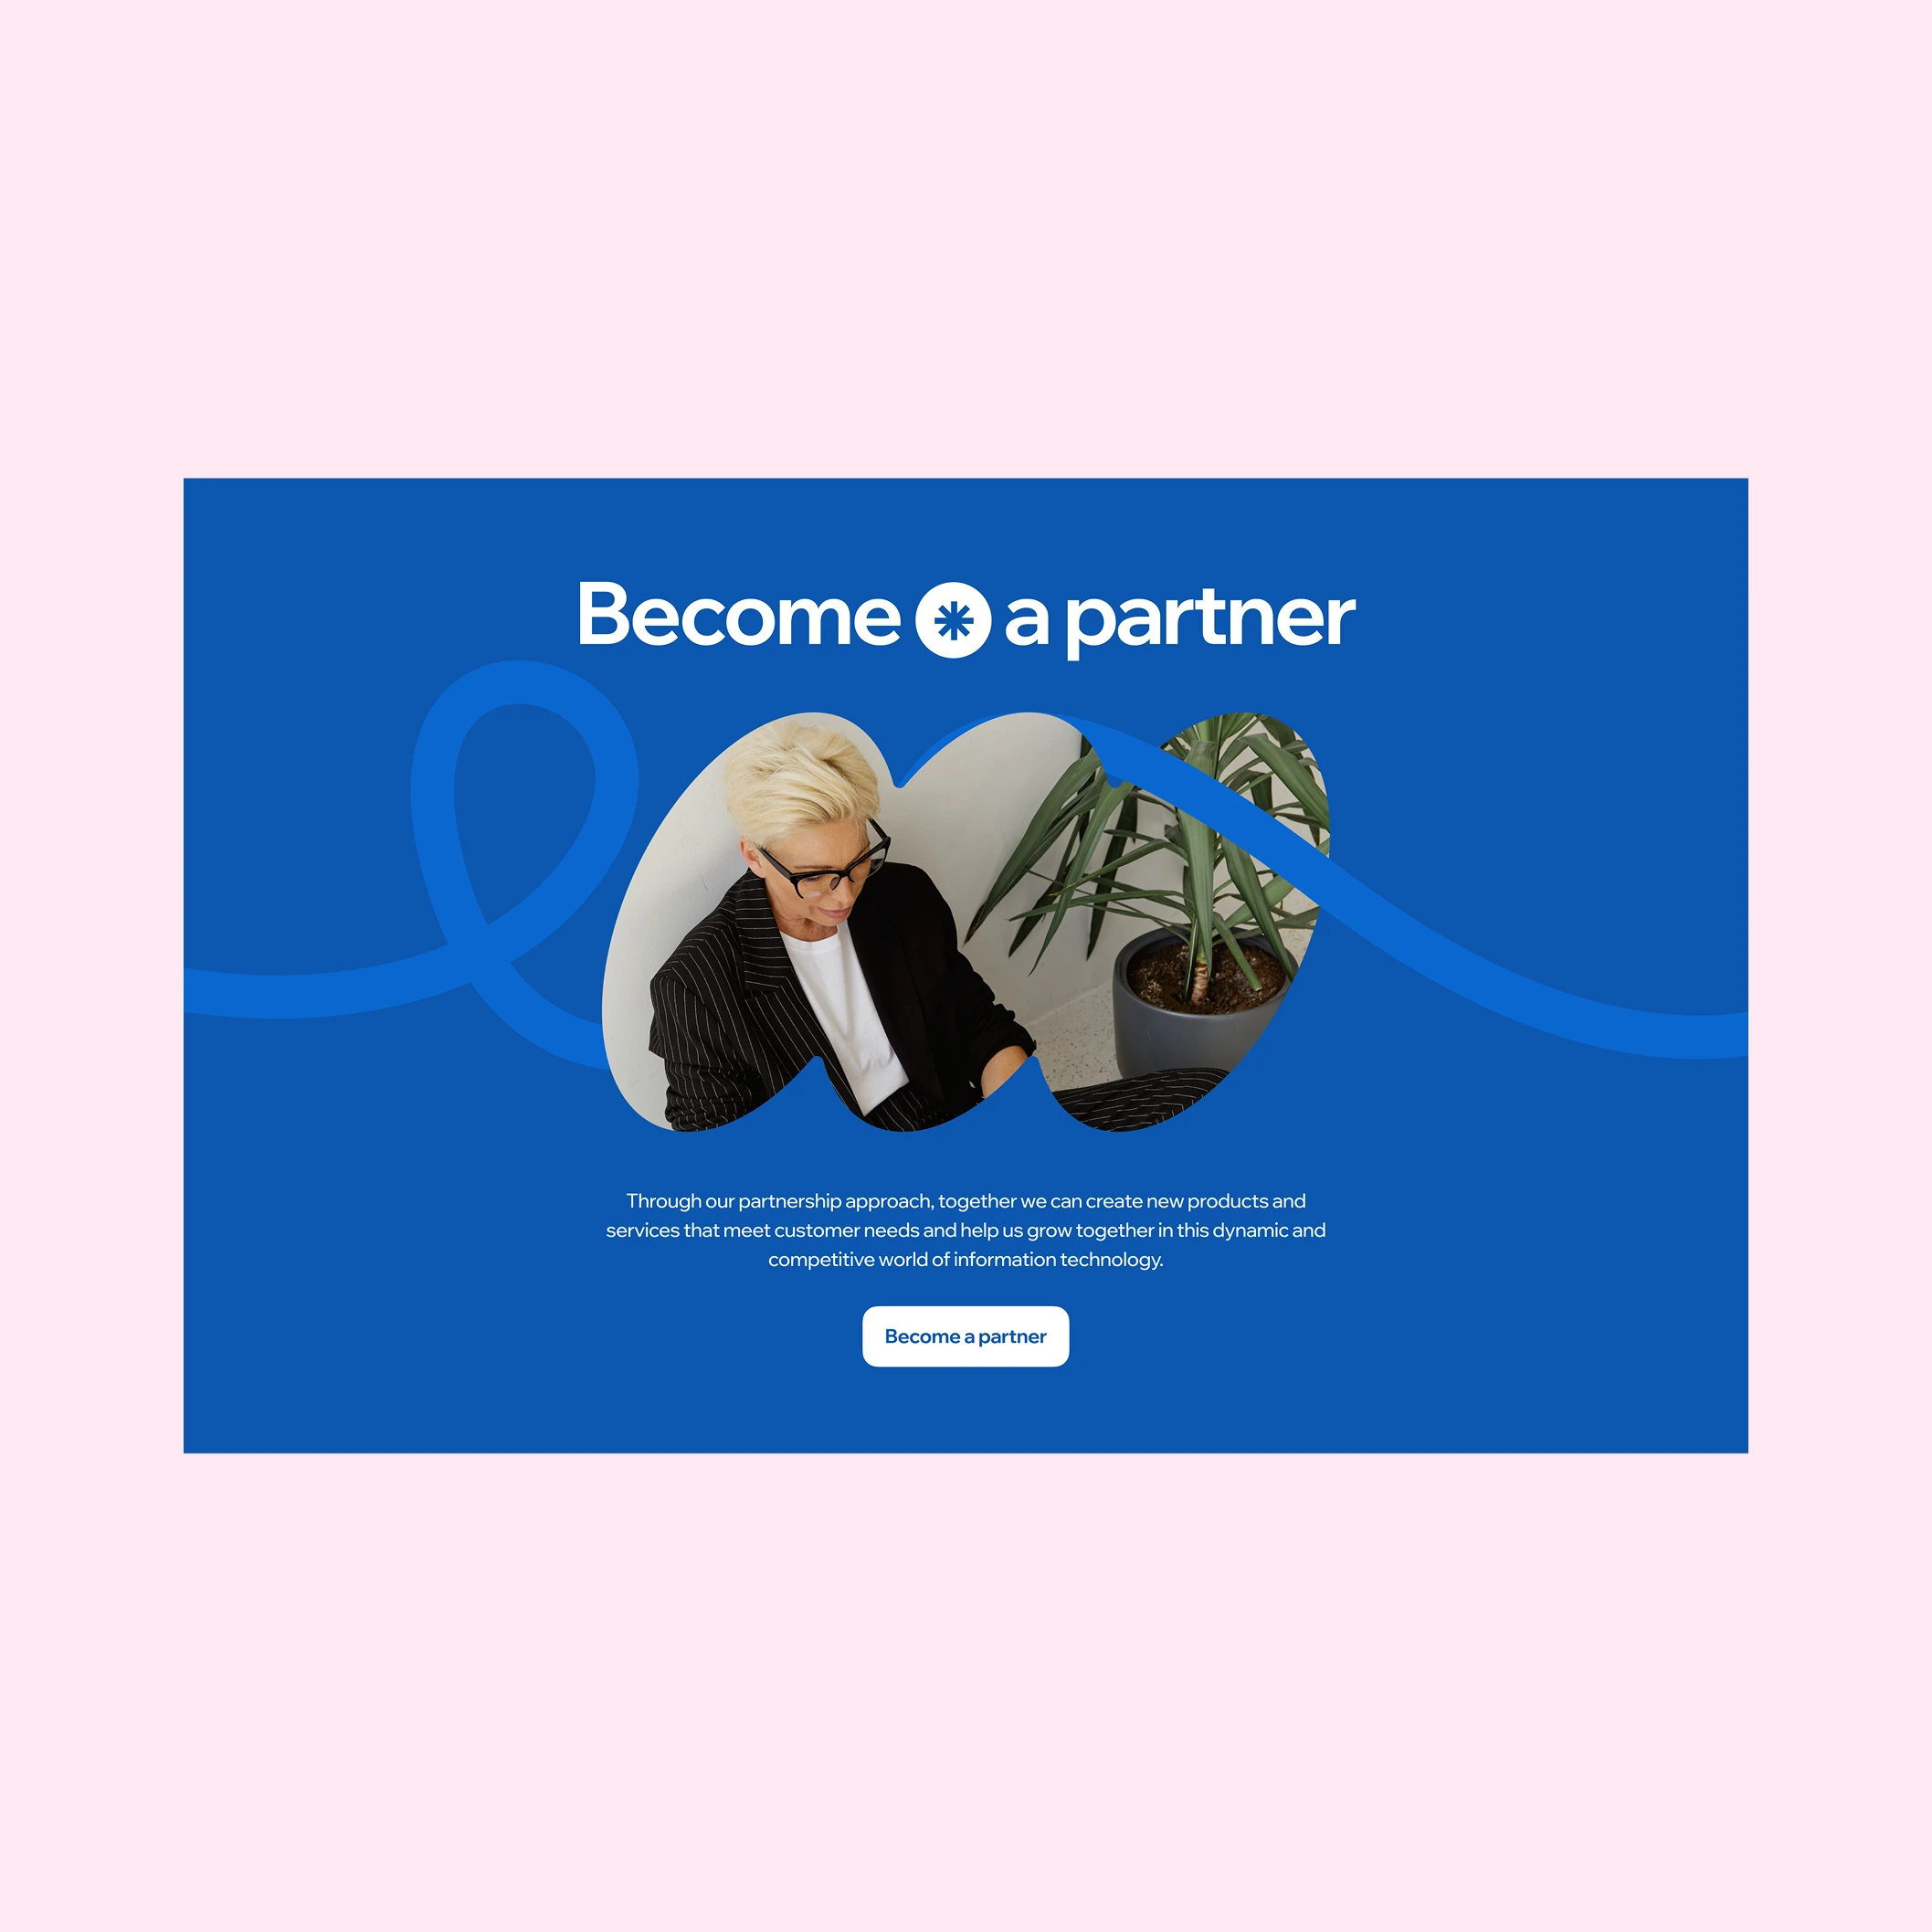 Become a partner
Through our partnership approach, together we can create new products and
services that meet customer needs and help us grow together in this dynamic and
competitive world of information technology.
Become a partner